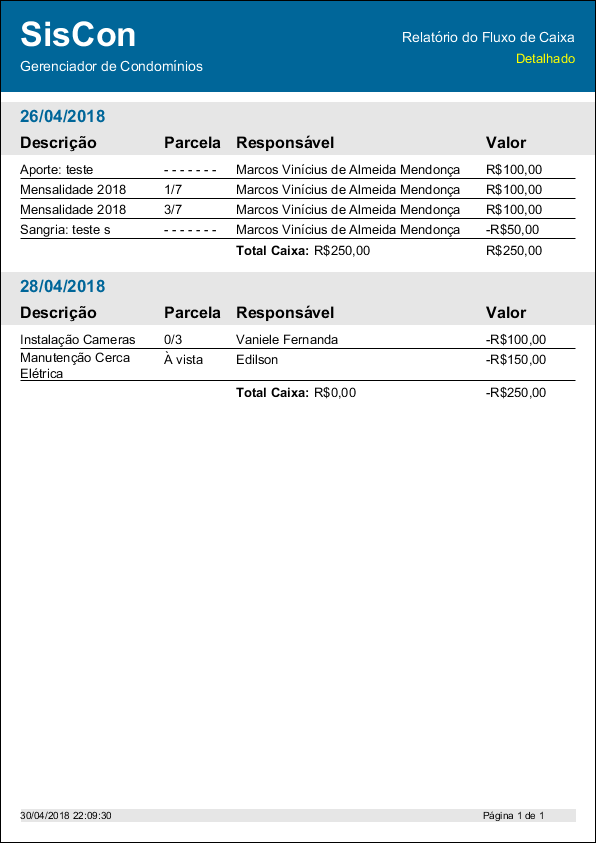 SisCon
Relatório do Fluxo de Caixa
Gerenciador de Condomínios
Detalhado
26/04/2018
Descrição Parcela Responsável Valor
Aporte: teste - - - - - - - Marcos Vinícius de Almeida Mendonça R$100,00
Mensalidade 2018 1/7 Marcos Vinícius de Almeida Mendonça R$100,00
Mensalidade 2018 3/7 Marcos Vinícius de Almeida Mendonça R$100,00
Sangria: teste s - - - - - - - Marcos Vinícius de Almeida Mendonça -R$50,00
Total Caixa: R$250,00 R$250,00
28/04/2018
Descrição Parcela Responsável Valor
Instalação Cameras 0/3 Vaniele Fernanda -R$100,00
Manutenção Cerca À vista Edilson -R$150,00
Elétrica
Total Caixa: R$0,00 -R$250,00
30/04/2018 22:09:30 Página 1 de 1